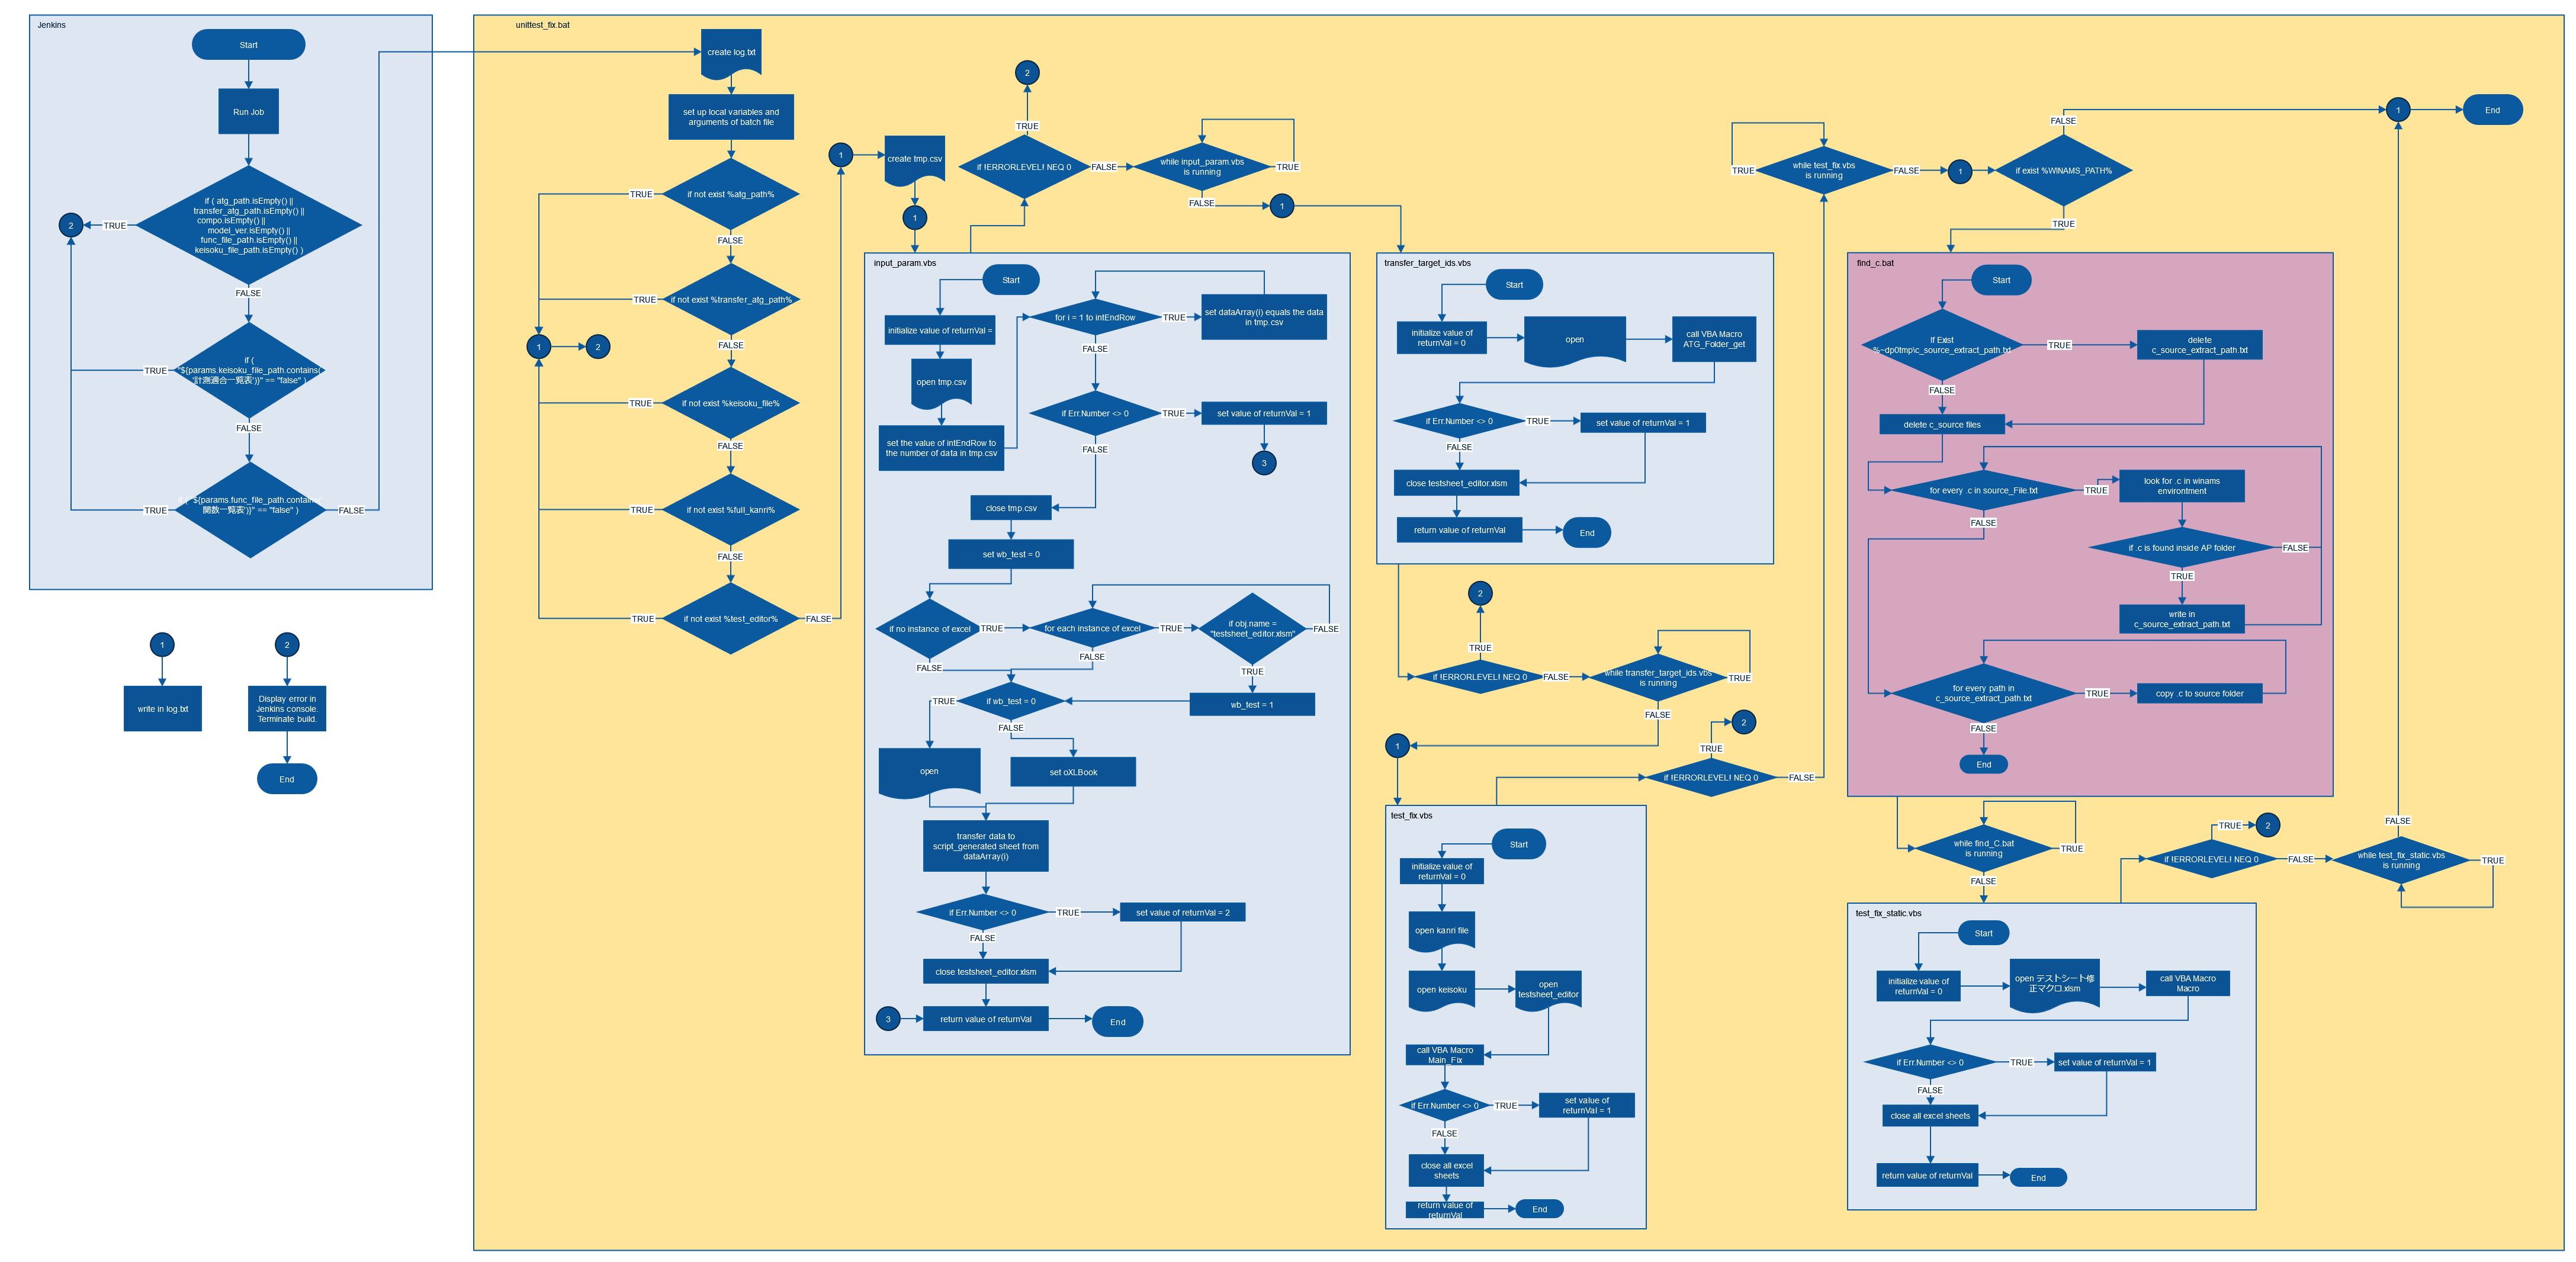 Jenkins
Start
Run Job
if ( atg_path.isEmpty() ||
transfer_atg_path.isEmpty() ||
compo.isEmpty() ||
model_ver.isEmpty() ||
func_file_path.isEmpty() ||
keisoku_file_path.isEmpty() )
TRUE
2
FALSE
if (
"${params.keisoku_file_path.contains(
'計測適合一覧表')}" == "false" )
TRUE
FALSE
"${params.func_file_path.contains(
関数一覧表')}" == "false" )
TRUE
FALSE
1
write in log.txt
2
Display error in
Jenkins console.
Terminate build.
End
unittest_fix.bat
create log.txt
set up local variables and
arguments of batch file
if not exist %atg_path%
TRUE
FALSE
if not exist %transfer_atg_path%
TRUE
FALSE
1
2
if not exist %keisoku_file%
TRUE
FALSE
if not exist %full_kanri%
TRUE
FALSE
if not exist %test_editor%
TRUE
FALSE
1
create tmp.csv
1
2
TRUE
if !ERRORLEVEL! NEQ 0
FALSE
while input_param.vbs
is running
TRUE
FALSE
1
input_param.vbs
Start
initialize value of returnVal =
open tmp.csv
set the value of intEndRow to
the number of data in tmp.csv
for i = 1 to intEndRow
TRUE
set dataArray(i) equals the data
in tmp.csv
FALSE
if Err.Number <> 0
TRUE
set value of returnVal = 1
3
FALSE
close tmp.csv
set wb_test = 0
if no instance of excel
TRUE
for each instance of excel
TRUE
if obj.name =
"testsheet_editor.xlsm"
FALSE
FALSE
FALSE
TRUE
wb_test = 1
if wb_test = 0
TRUE
FALSE
open
set oXLBook
transfer data to
script_generated sheet from
dataArray(i)
if Err.Number <> 0
TRUE
set value of returnVal = 2
FALSE
close testsheet_editor.xlsm
3
return value of returnVal
End
transfer_target_ids.vbs
Start
initialize value of
returnVal = 0
open
call VBA Macro
ATG_Folder_get
if Err.Number <> 0
TRUE
set value of returnVal = 1
FALSE
close testsheet_editor.xlsm
return value of returnVal
End
2
TRUE
if !ERRORLEVEL! NEQ 0
FALSE
while transfer_target_ids.vbs
is running
TRUE
FALSE
1
2
TRUE
if !ERRORLEVEL! NEQ 0
FALSE
test_fix.vbs
Start
initialize value of
returnVal = 0
open kanri file
open keisoku
open
testsheet_editor
call VBA Macro
Main_Fix
if Err.Number <> 0
TRUE
set value of
returnVal = 1
FALSE
close all excel
sheets
return value of
returnVal
End
while test_fix.vbs
is running
TRUE
FALSE
1
if exist %WINAMS_PATH%
FALSE
TRUE
1
End
find_c.bat
Start
If Exist
%~dp0tmp\c_source_extract_path.txt
TRUE
delete
c_source_extract_path.txt
FALSE
delete c_source files
for every .c in source_File.txt
TRUE
look for .c in winams
environtment
FALSE
if .c is found inside AP folder
FALSE
TRUE
write in
c_source_extract_path.txt
for every path in
c_source_extract_path.txt
TRUE
copy .c to source folder
FALSE
End
while find_C.bat
is running
TRUE
FALSE
TRUE
2
if !ERRORLEVEL! NEQ 0
FALSE
FALSE
while test_fix_static.vbs
is running
TRUE
test_fix_static.vbs
Start
initialize value of
returnVal = 0
open テストシート修
正マクロ.xlsm
call VBA Macro
Macro
if Err.Number <> 0
TRUE
set value of returnVal = 1
FALSE
close all excel sheets
return value of returnVal
End